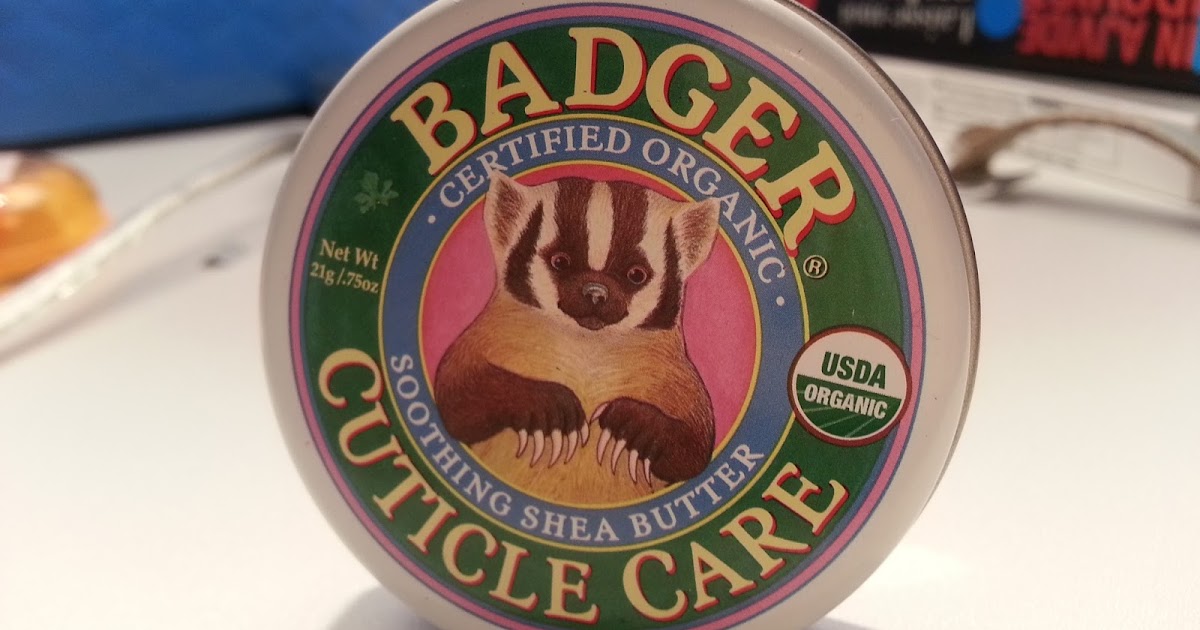 BADGER®
· CERTIFIED ORGANIC ·
Net Wt
21g/.75oz
USDA
ORGANIC
SOOTHING SHEA BUTTER
CUTICLE CARE